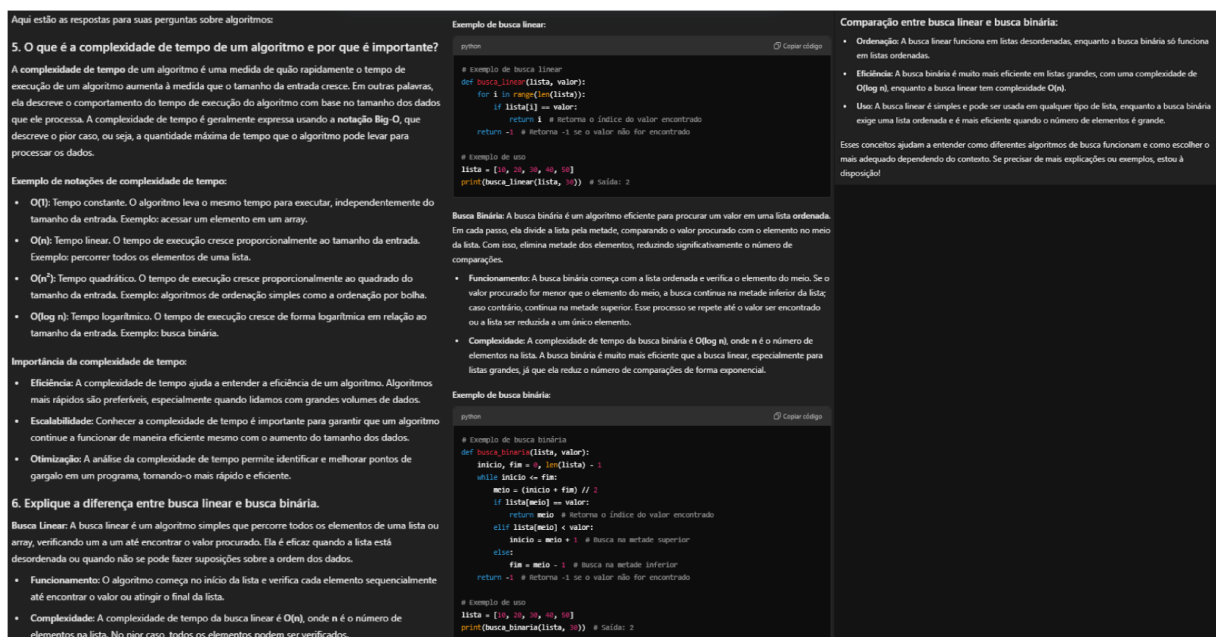 Aqui estão as respostas para suas perguntas sobre algoritmos:
5. O que é a complexidade de tempo de um algoritmo e por que é importante?
A complexidade de tempo de um algoritmo é uma medida de quão rapidamente o tempo de
execução de um algoritmo aumenta à medida que o tamanho da entrada cresce. Em outras palavras,
ela descreve o comportamento do tempo de execução do algoritmo com base no tamanho dos dados
que ele processa. A complexidade de tempo é geralmente expressa usando a notação Big-O, que
descreve o pior caso, ou seja, a quantidade máxima de tempo que o algoritmo pode levar para
processar os dados.
Exemplo de notações de complexidade de tempo:
• O(1): Tempo constante. O algoritmo leva o mesmo tempo para executar, independentemente do
tamanho da entrada. Exemplo: acessar um elemento em um array.
• O(n): Tempo linear. O tempo de execução cresce proporcionalmente ao tamanho da entrada.
Exemplo: percorrer todos os elementos de uma lista.
• O(n²): Tempo quadrático. O tempo de execução cresce proporcionalmente ao quadrado do
tamanho da entrada. Exemplo: algoritmos de ordenação simples como a ordenação por bolha.
• O(log n): Tempo logarítmico. O tempo de execução cresce de forma logarítmica em relação ao
tamanho da entrada. Exemplo: busca binária.
Importância da complexidade de tempo:
• Eficiência: A complexidade de tempo ajuda a entender a eficiência de um algoritmo. Algoritmos
mais rápidos são preferíveis, especialmente quando lidamos com grandes volumes de dados.
• Escalabilidade: Conhecer a complexidade de tempo é importante para garantir que um algoritmo
continue a funcionar de maneira eficiente mesmo com o aumento do tamanho dos dados.
• Otimização: A análise da complexidade de tempo permite identificar e melhorar pontos de
gargalo em um programa, tornando-o mais rápido e eficiente.
6. Explique a diferença entre busca linear e busca binária.
Busca Linear: A busca linear é um algoritmo simples que percorre todos os elementos de uma lista ou
array, verificando um a um até encontrar o valor procurado. Ela é eficaz quando a lista está
desordenada ou quando não se pode fazer suposições sobre a ordem dos dados.
• Funcionamento: O algoritmo começa no início da lista e verifica cada elemento sequencialmente
até encontrar o valor ou atingir o final da lista.
• Complexidade: A complexidade de tempo da busca linear é O(n), onde n é o número de
elementos na lista. No pior caso, todos os elementos podem ser verificados.
Exemplo de busca linear:
python
Copiar código
# Exemplo de busca linear
def busca_linear(lista, valor):
for i in range(len(lista)):
if lista[i] == valor:
return i # Retorna o índice do valor encontrado
return -1 # Retorna -1 se o valor não for encontrado
# Exemplo de uso
lista = [10, 20, 30, 40, 50]
print(busca_linear(lista, 30)) # Saída: 2
Busca Binária: A busca binária é um algoritmo eficiente para procurar um valor em uma lista ordenada.
Em cada passo, ela divide a lista pela metade, comparando o valor procurado com o elemento no meio
da lista. Com isso, elimina metade dos elementos, reduzindo significativamente o número de
comparações.
• Funcionamento: A busca binária começa com a lista ordenada e verifica o elemento do meio. Se o
valor procurado for menor que o elemento do meio, a busca continua na metade inferior da lista;
caso contrário, continua na metade superior. Esse processo se repete até o valor ser encontrado
ou a lista ser reduzida a um único elemento.
• Complexidade: A complexidade de tempo da busca binária é O(log n), onde n é o número de
elementos na lista. A busca binária é muito mais eficiente que a busca linear, especialmente para
listas grandes, já que ela reduz o número de comparações de forma exponencial.
Exemplo de busca binária:
python
Copiar código
# Exemplo de busca binária
def busca_binaria(lista, valor):
inicio, fim = 0, len(lista) - 1
while inicio <= fim:
meio = (inicio + fim) // 2
if lista[meio] == valor:
return meio # Retorna o índice do valor encontrado
elif lista[meio] < valor:
inicio = meio + 1 # Busca na metade superior
else:
fim = meio - 1 # Busca na metade inferior
return -1 # Retorna -1 se o valor não for encontrado
# Exemplo de uso
lista = [10, 20, 30, 40, 50]
print(busca_binaria(lista, 30)) # Saída: 2
Comparação entre busca linear e busca binária:
• Ordenação: A busca linear funciona em listas desordenadas, enquanto a busca binária só funciona
em listas ordenadas.
• Eficiência: A busca binária é muito mais eficiente em listas grandes, com uma complexidade de
O(log n), enquanto a busca linear tem complexidade O(n).
• Uso: A busca linear é simples e pode ser usada em qualquer tipo de lista, enquanto a busca binária
exige uma lista ordenada e é mais eficiente quando o número de elementos é grande.
Esses conceitos ajudam a entender como diferentes algoritmos de busca funcionam e como escolher o
mais adequado dependendo do contexto. Se precisar de mais explicações ou exemplos, estou à
disposição!